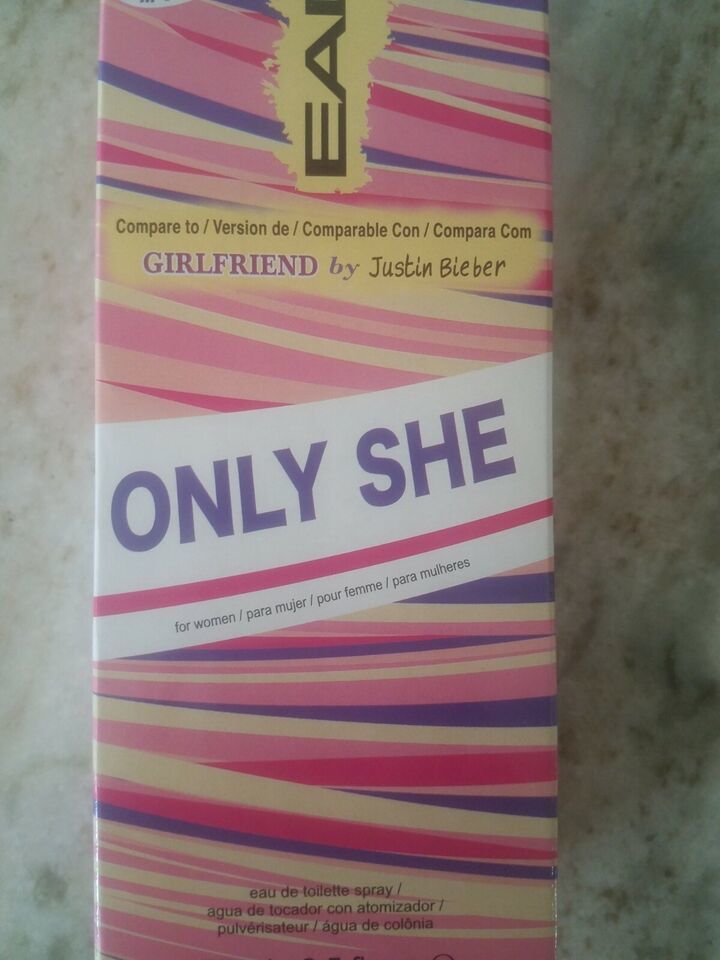 Compare to / Version de / Comparable Con / Compara Com
GIRLFRIEND by Justin Bieber
ONLY SHE
for women / para mujer / pour femme / para mulheres
eau de toilette spray /
agua de tocador con atomizador /
pulvérisateur / água de colônia